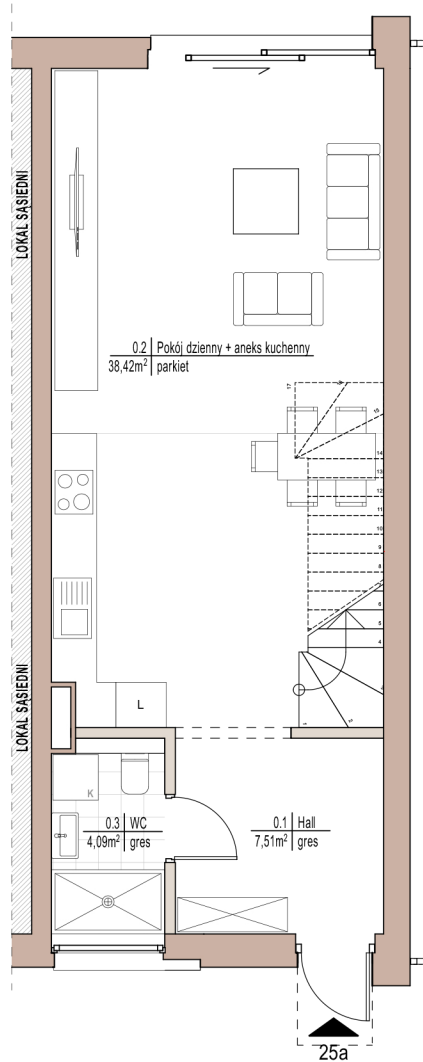 LOKAL SĄSIEDNI
0.2 Pokój dzienny + aneks kuchenny
38,42m² parkiet
17
16
15
14
13
12
11
10
9
8
7
6
5
4
3
2
1
L
LOKAL SĄSIEDNI
K
0.3 WC
4,09m² gres
0.1 Hall
7,51m² gres
25a